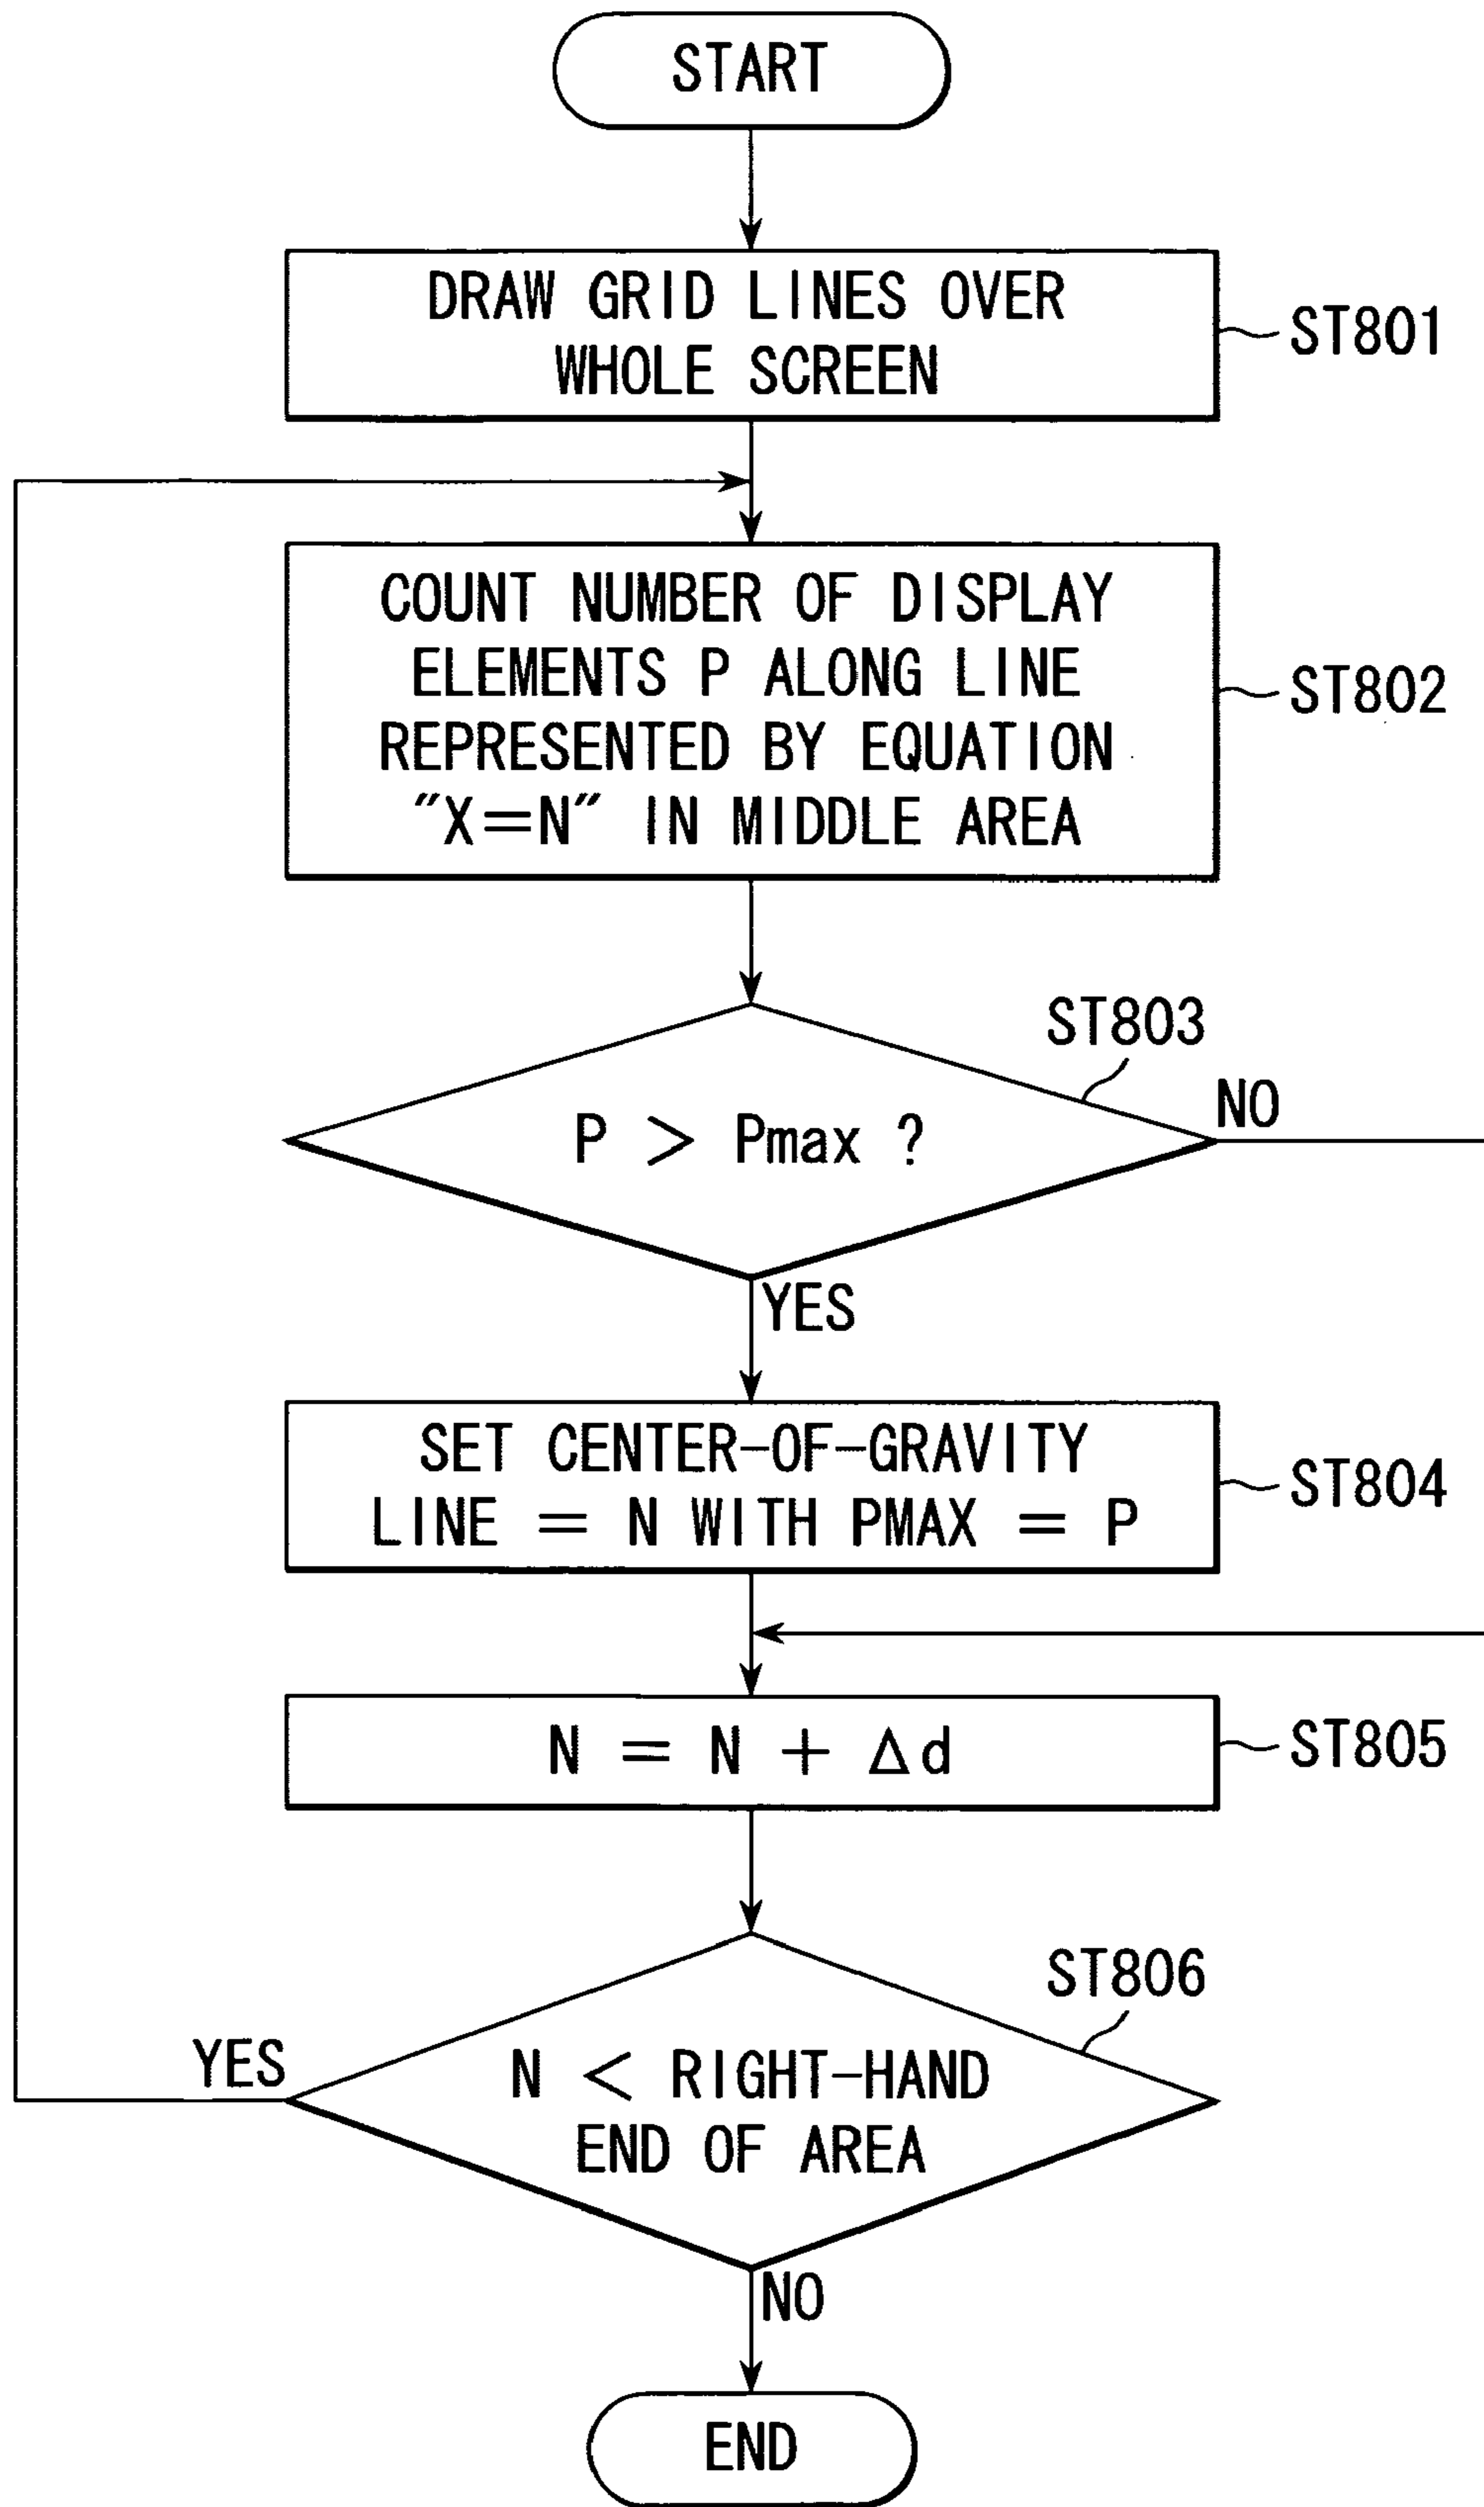 START
DRAW GRID LINES OVER
WHOLE SCREEN
ST801
COUNT NUMBER OF DISPLAY
ELEMENTS P ALONG LINE
REPRESENTED BY EQUATION
"X=N" IN MIDDLE AREA
ST802
ST803
P > Pmax ?
NO
YES
SET CENTER-OF-GRAVITY
LINE = N WITH PMAX = P
ST804
N = N + Δd
ST805
ST806
YES
N < RIGHT-HAND
END OF AREA
NO
END